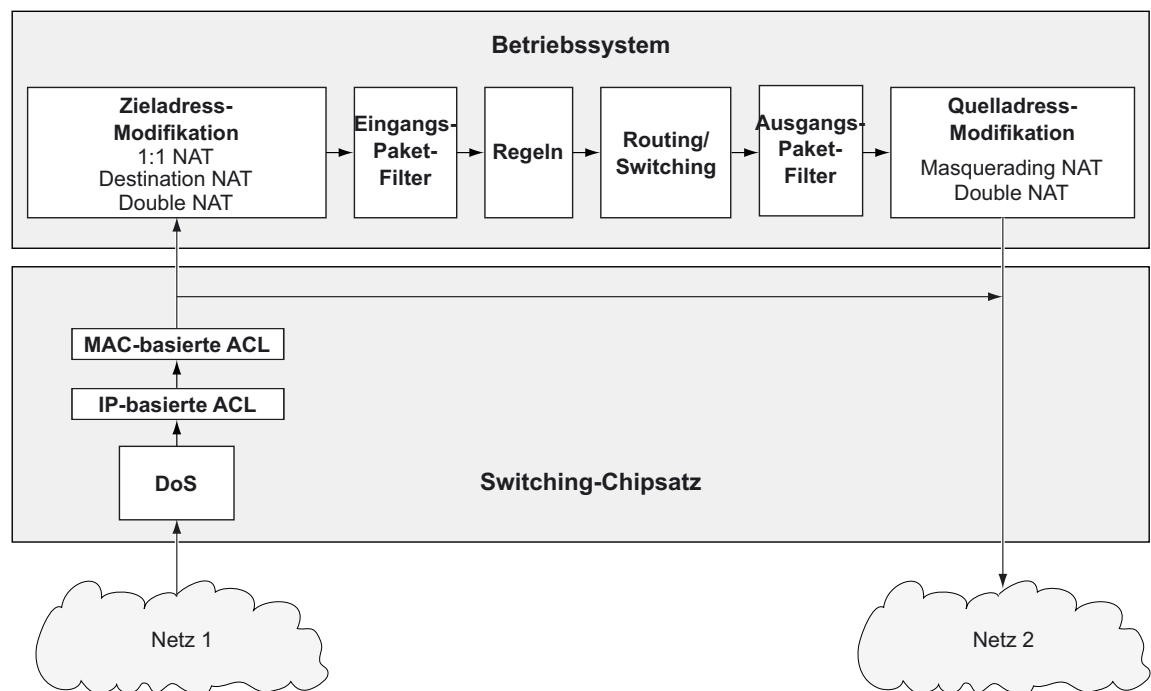 Betriebssystem
Zieladress-
Modifikation
1:1 NAT
Destination NAT
Double NAT
Eingangs-
Paket-
Filter
Regeln
Routing/
Switching
Ausgangs-
Paket-
Filter
Quelladress-
Modifikation
Masquerading NAT
Double NAT
MAC-basierte ACL
IP-basierte ACL
DoS
Switching-Chipsatz
Netz 1
Netz 2